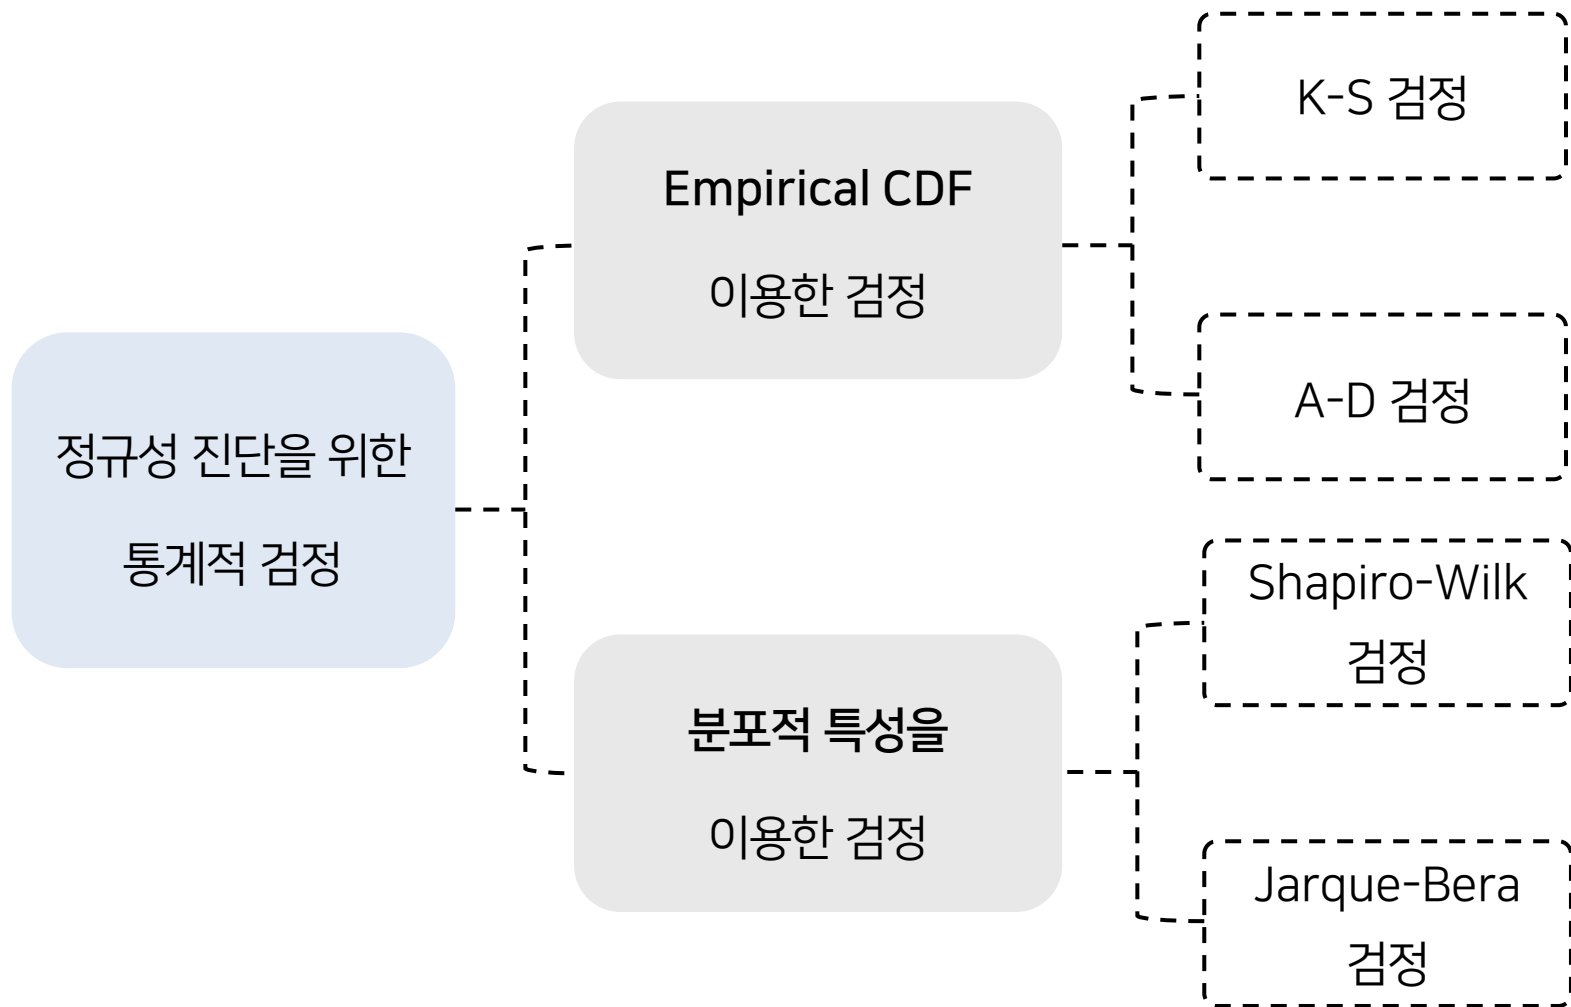 정규성 진단을 위한
통계적 검정
Empirical CDF
이용한 검정
K-S 검정
A-D 검정
분포적 특성을
이용한 검정
Shapiro-Wilk
검정
Jarque-Bera
검정